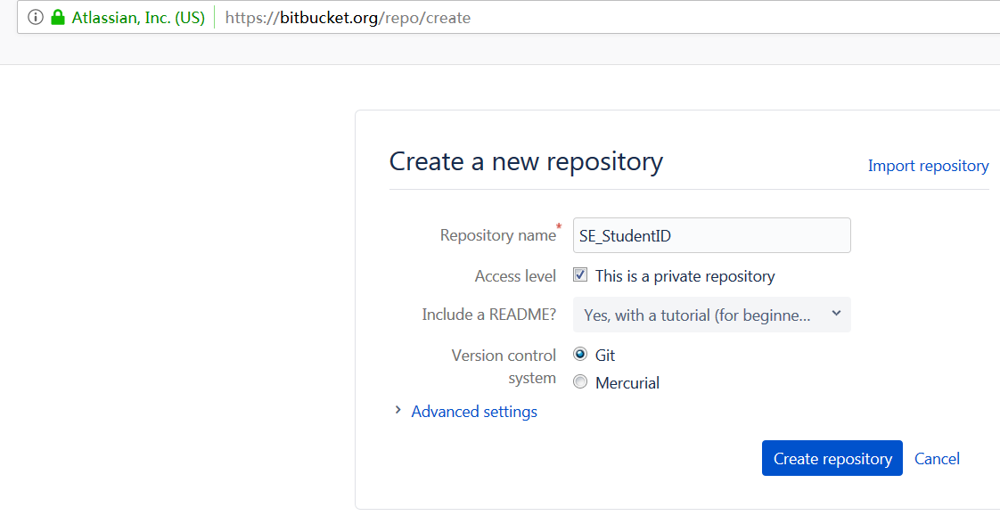 Atlassian, Inc. (US) https://bitbucket.org/repo/create
Create a new repository
Import repository
Repository name* SE_StudentID
Access level This is a private repository
Include a README? Yes, with a tutorial (for beginne...
Version control system
Git
Mercurial
Advanced settings
Create repository Cancel